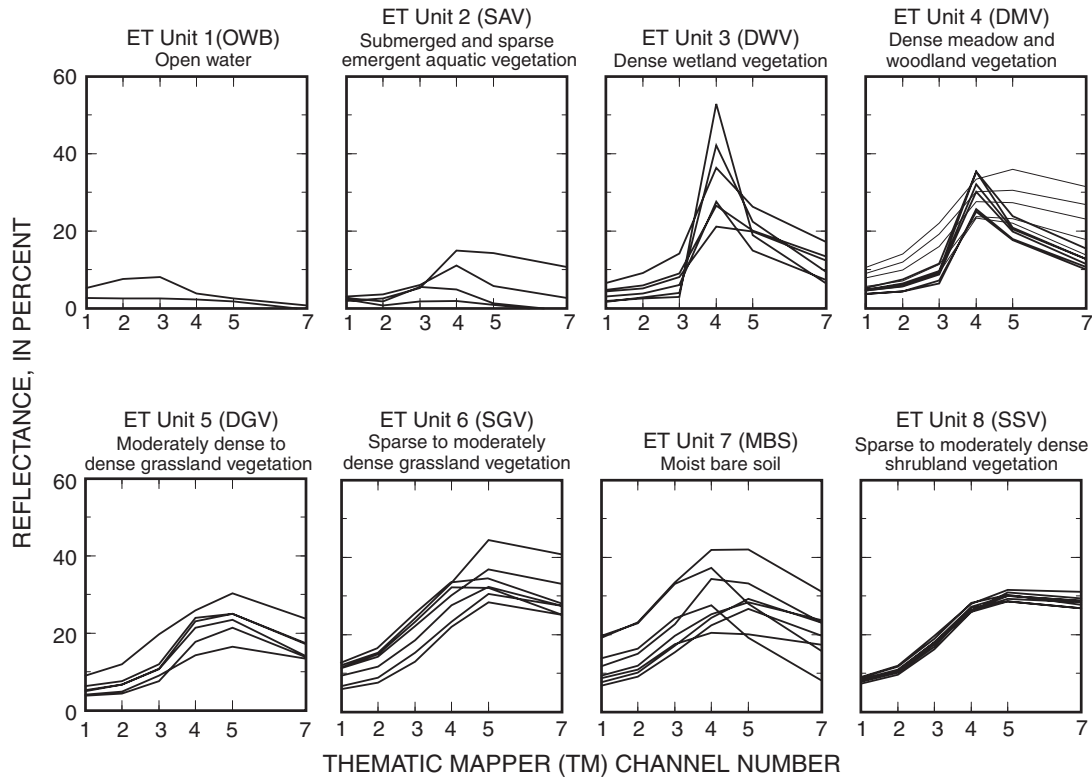 ET Unit 1(OWB)
Open water
ET Unit 2 (SAV)
Submerged and sparse
emergent aquatic vegetation
ET Unit 3 (DWV)
Dense wetland vegetation
ET Unit 4 (DMV)
Dense meadow and
woodland vegetation
60
40
20
0
1 2 3 4 5 7
1 2 3 4 5 7
1 2 3 4 5 7
1 2 3 4 5 7
REFLECTANCE, IN PERCENT
ET Unit 5 (DGV)
Moderately dense to
dense grassland vegetation
ET Unit 6 (SGV)
Sparse to moderately
dense grassland vegetation
ET Unit 7 (MBS)
Moist bare soil
ET Unit 8 (SSV)
Sparse to moderately dense
shrubland vegetation
60
40
20
0
1 2 3 4 5 7
1 2 3 4 5 7
1 2 3 4 5 7
1 2 3 4 5 7
THEMATIC MAPPER (TM) CHANNEL NUMBER